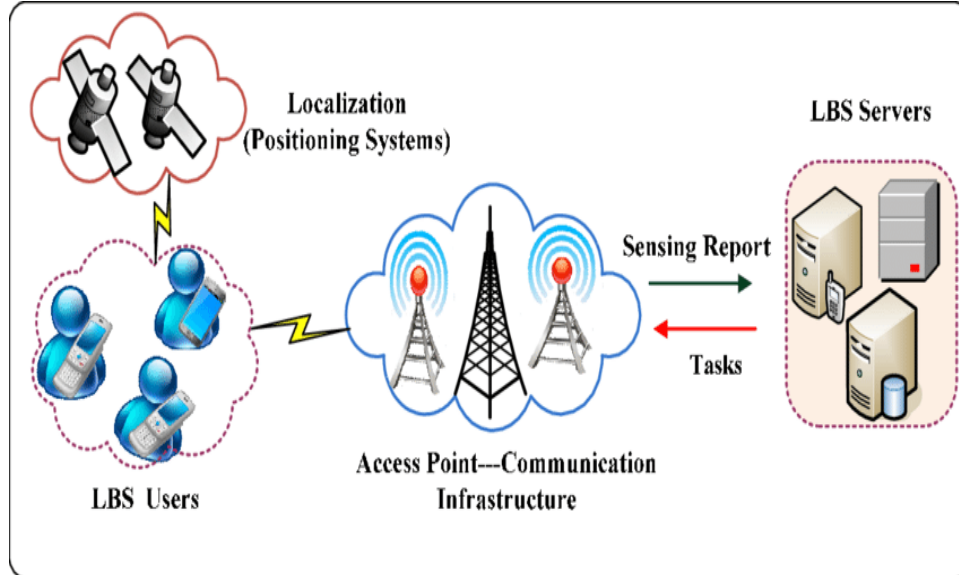 Localization
(Positioning Systems)
LBS Servers
Sensing Report
Tasks
LBS Users
Access Point---Communication
Infrastructure